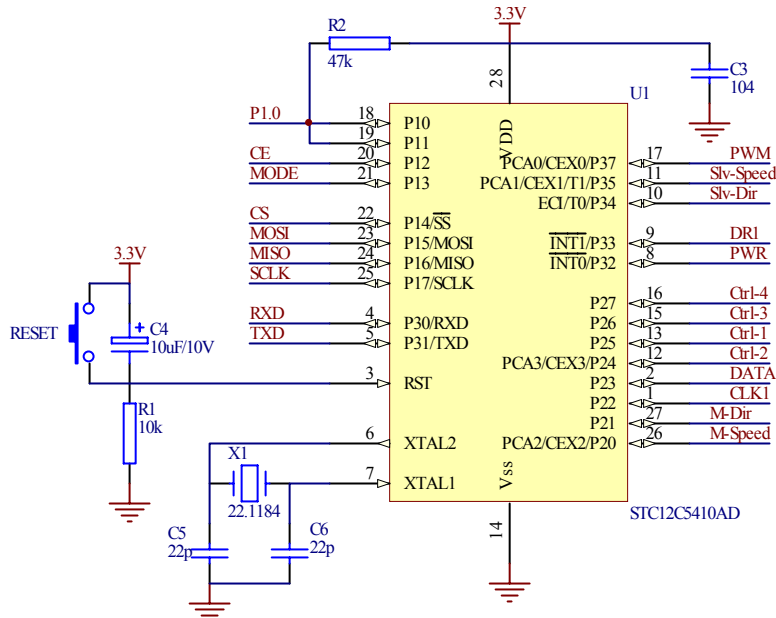 3.3V
R2
47k
C3
104
28
U1
VDD
P1.0
18
P10
19
P11
CE
20
P12
MODE
21
P13
CS
22
P14/SS
MOSI
23
P15/MOSI
MISO
24
P16/MISO
SCLK
25
P17/SCLK
RXD
4
P30/RXD
TXD
5
P31/TXD
3
RST
6
XTAL2
7
XTAL1
PCA0/CEX0/P37
17
PWM
PCA1/CEX1/T1/P35
11
Slv-Speed
ECI/T0/P34
10
Slv-Dir
INT1/P33
9
DR1
INT0/P32
8
PWR
P27
16
Ctrl-4
P26
15
Ctrl-3
P25
13
Ctrl-1
PCA3/CEX3/P24
12
Ctrl-2
P23
2
DATA
P22
1
CLK1
P21
27
M-Dir
PCA2/CEX2/P20
26
M-Speed
Vss
14
STC12C5410AD
3.3V
RESET
C4
+
10uF/10V
R1
10k
X1
22.1184
C5
22p
C6
22p